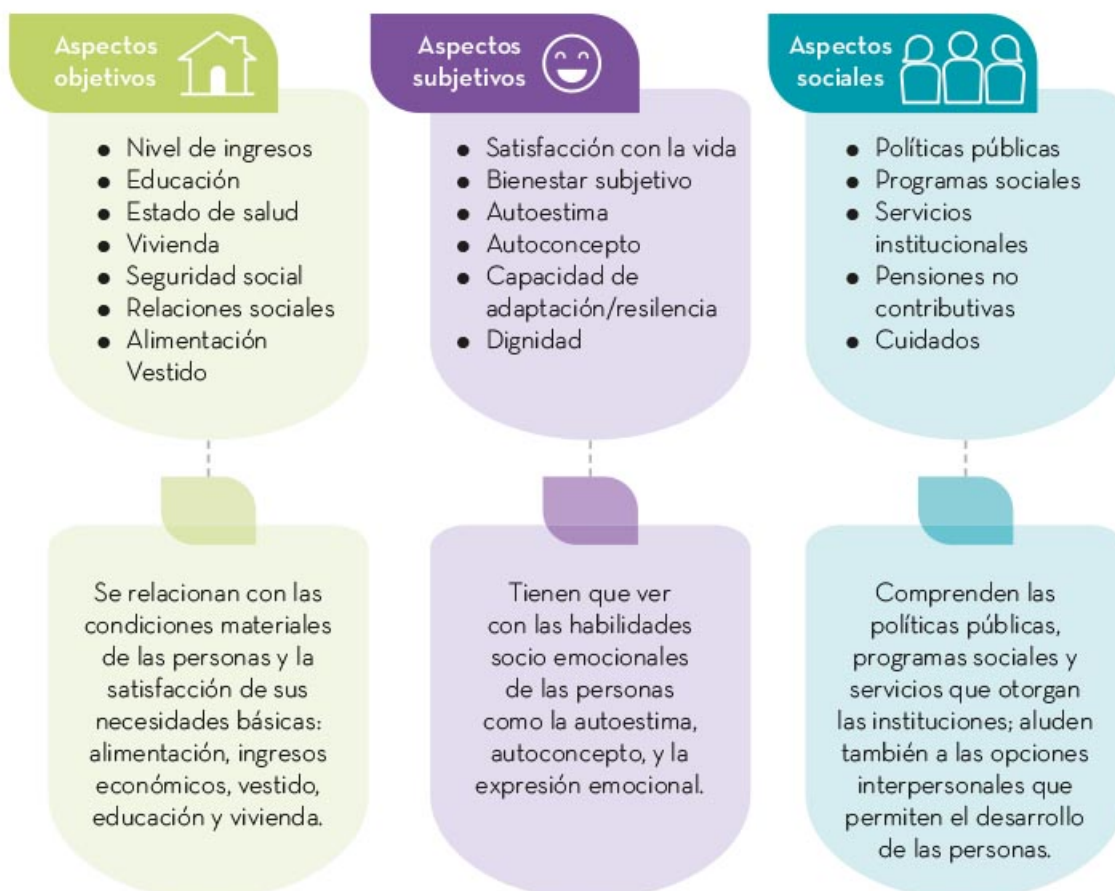 Aspectos
objetivos
Nivel de ingresos
Educación
Estado de salud
Vivienda
Seguridad social
Relaciones sociales
Alimentación
Vestido
Se relacionan con las
condiciones materiales
de las personas y la
satisfacción de sus
necesidades básicas:
alimentación, ingresos
económicos, vestido,
educación y vivienda.
Aspectos
subjetivos
Satisfacción con la vida
Bienestar subjetivo
Autoestima
Autoconcepto
Capacidad de
adaptación/resilencia
Dignidad
Tienen que ver
con las habilidades
socio emocionales
de las personas
como la autoestima,
autoconcepto, y la
expresión emocional.
Aspectos
sociales
Políticas públicas
Programas sociales
Servicios
institucionales
Pensiones no
contributivas
Cuidados
Comprenden las
políticas públicas,
programas sociales y
servicios que otorgan
las instituciones; aluden
también a las opciones
interpersonales que
permiten el desarrollo
de las personas.